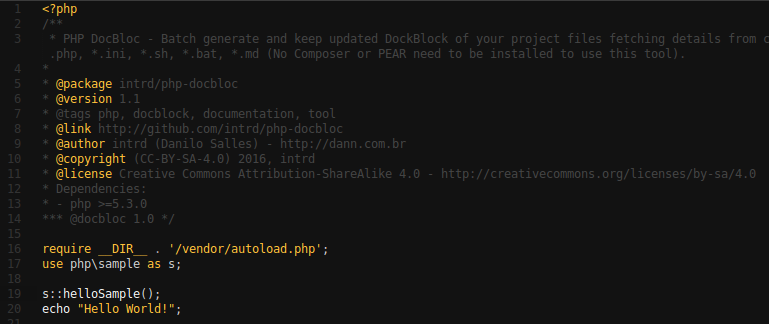 1 <?php
2 /**
3 * PHP DocBloc - Batch generate and keep updated DockBlock of your project files fetching details from
.php, *.ini, *.sh, *.bat, *.md (No Composer or PEAR need to be installed to use this tool).
4 *
5 * @package intrd/php-docbloc
6 * @version 1.1
7 * @tags php, docblock, documentation, tool
8 * @link http://github.com/intrd/php-docbloc
9 * @author intrd (Danilo Salles) - http://dann.com.br
10 * @copyright (CC-BY-SA-4.0) 2016, intrd
11 * @license Creative Commons Attribution-ShareAlike 4.0 - http://creativecommons.org/licenses/by-sa/4.0
12 * Dependencies:
13 * - php >=5.3.0
14 *** @docbloc 1.0 */
15
16 require __DIR__ . '/vendor/autoload.php';
17 use php\sample as s;
18
19 s::helloSample();
20 echo "Hello World!";
21